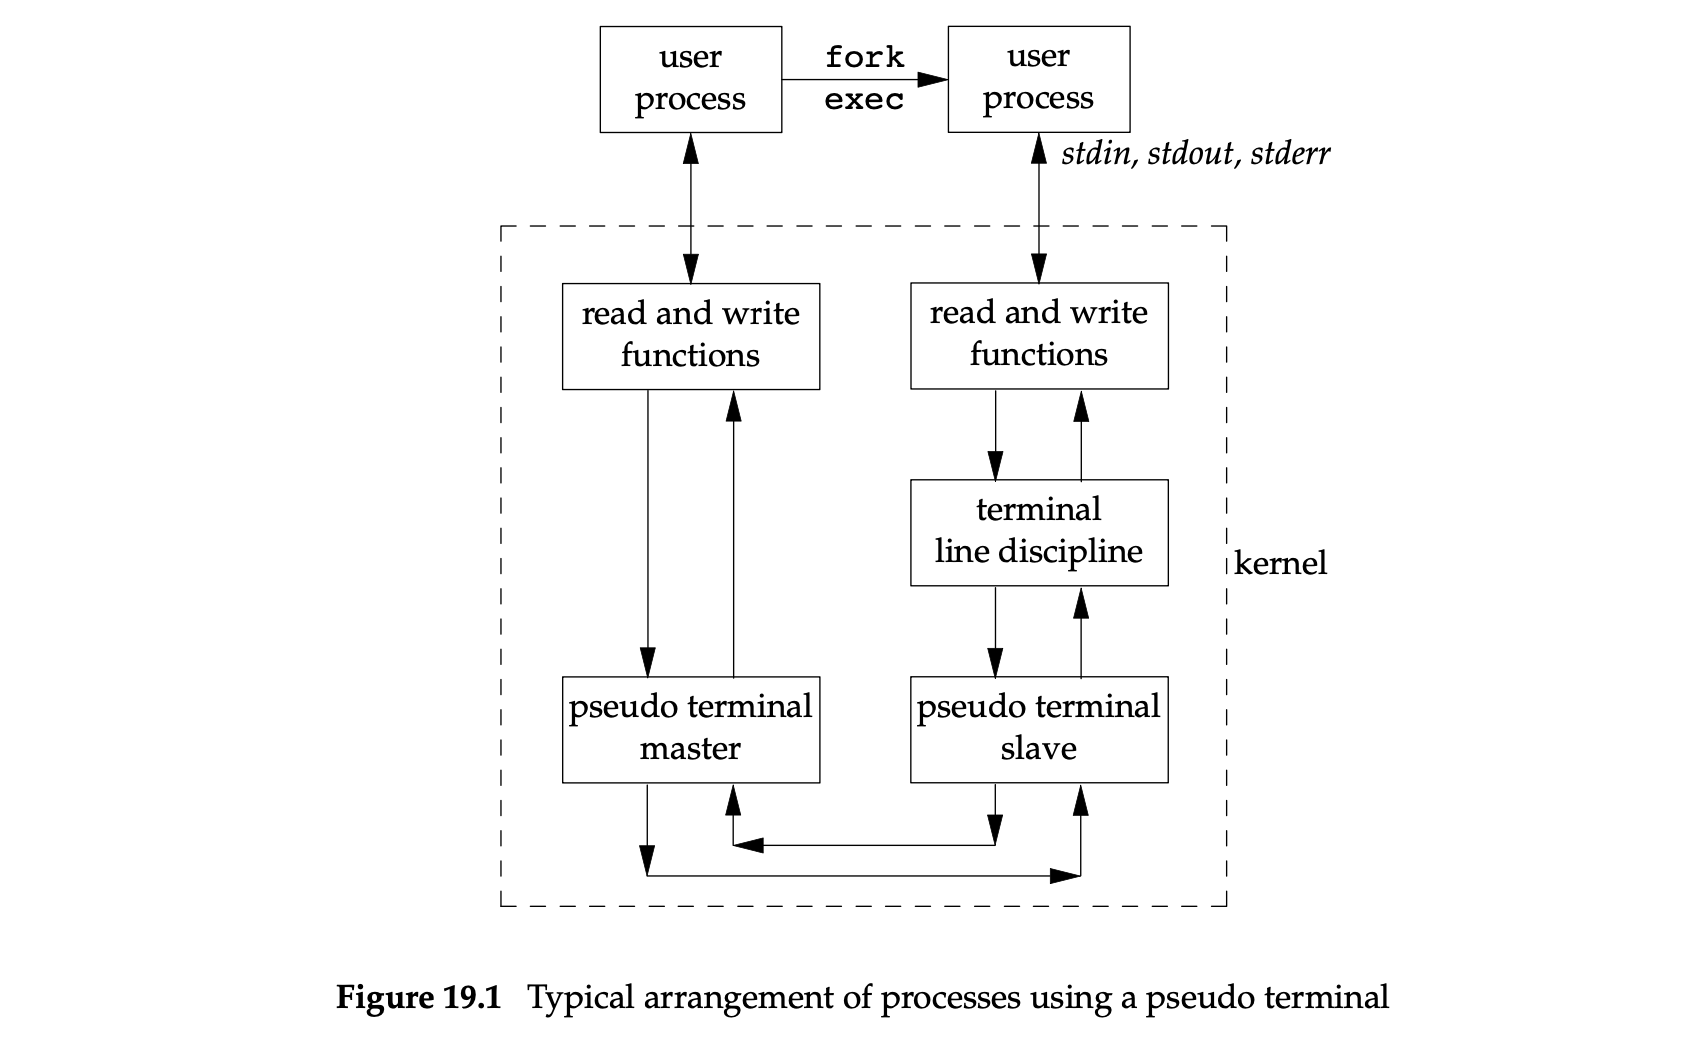 user
process
fork
exec
user
process
stdin, stdout, stderr
read and write
functions
read and write
functions
terminal
line discipline
kernel
pseudo terminal
master
pseudo terminal
slave
Figure 19.1 Typical arrangement of processes using a pseudo terminal